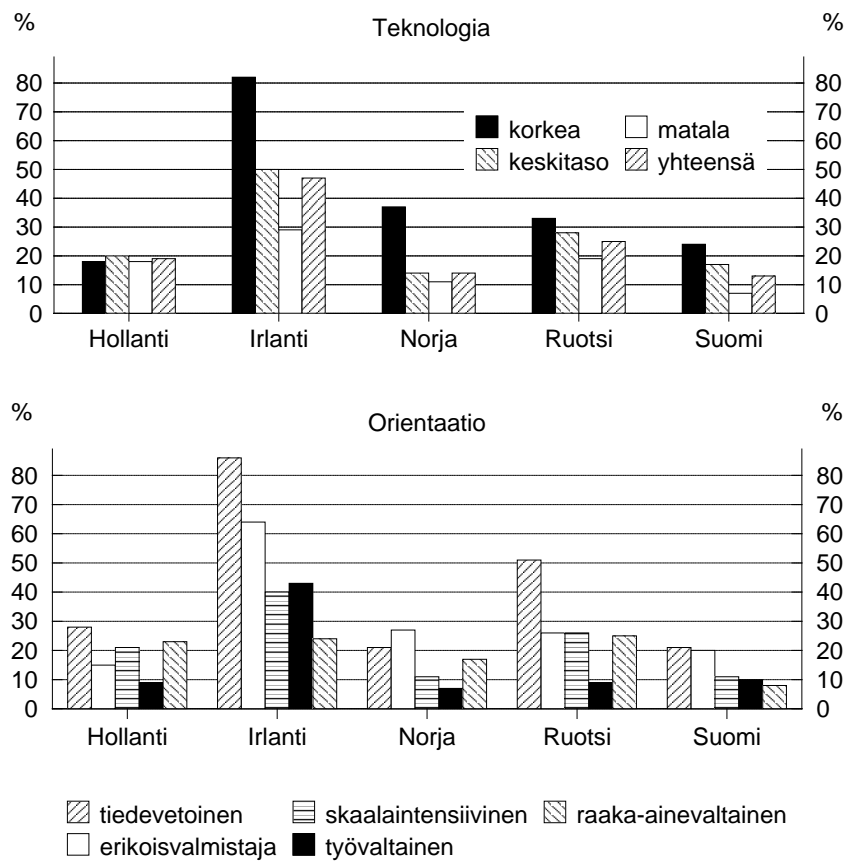 % Teknologia %
80 80
70 70
60 korkea matala 60
50 keskitaso yhteensä 50
40 40
30 30
20 20
10 10
0 0
Hollanti Irlanti Norja Ruotsi Suomi
% Orientaatio %
80 80
70 70
60 60
50 50
40 40
30 30
20 20
10 10
0 0
Hollanti Irlanti Norja Ruotsi Suomi
tiedevetoinen skaalaintensiivinen raaka-ainevaltainen
erikoisvalmistaja työvaltainen